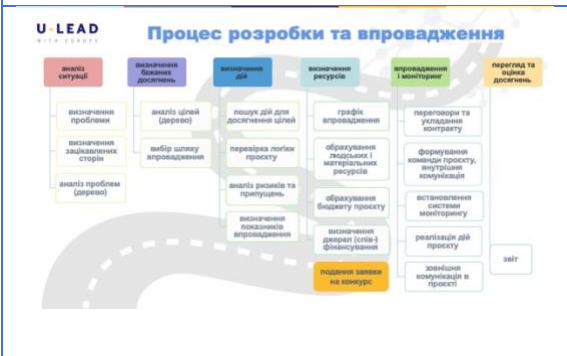 U-LEAD
WITH EUROPE
Процес розробки та впровадження
аналіз
ситуації
визначення
бажаних
досягнень
визначення
дій
визначення
ресурсів
впровадження
і моніторинг
перегляд та
оцінка
досягнень
визначення
проблеми
визначення
зацікавлених
сторін
аналіз проблем
(дерево)
аналіз цілей
(дерево)
вибір шляху
впровадження
пошук дій для
досягнення цілей
перевірка логіки
проєкту
аналіз ризиків та
припущень
визначення
показників
впровадження
графік
впровадження
обрахування
людських і
матеріальних
ресурсів
обрахування
бюджету проєкту
визначення
джерел (спів-)
фінансування
подання заявки
на конкурс
переговори та
укладання
контракту
формування
команди проєкту,
внутрішня
комунікація
встановлення
системи
моніторингу
реалізація дій
проєкту
зовнішня
комунікація в
проєкті
звіт